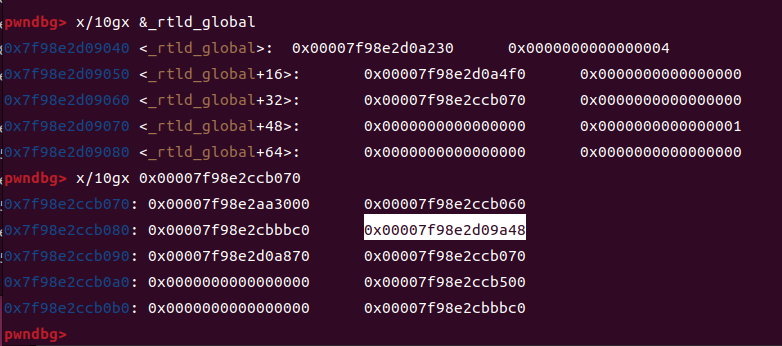 pwndbg> x/10gx &_rtld_global
0x7f98e2d09040 <_rtld_global>: 0x00007f98e2d0a230 0x0000000000000004
0x7f98e2d09050 <_rtld_global+16>: 0x00007f98e2d0a4f0 0x0000000000000000
0x7f98e2d09060 <_rtld_global+32>: 0x00007f98e2ccb070 0x0000000000000000
0x7f98e2d09070 <_rtld_global+48>: 0x0000000000000000 0x0000000000000001
0x7f98e2d09080 <_rtld_global+64>: 0x0000000000000000 0x0000000000000000
pwndbg> x/10gx 0x00007f98e2ccb070
0x7f98e2ccb070: 0x00007f98e2aa3000 0x00007f98e2ccb060
0x7f98e2ccb080: 0x00007f98e2cbbbc0 0x00007f98e2d09a48
0x7f98e2ccb090: 0x00007f98e2d0a870 0x00007f98e2ccb070
0x7f98e2ccb0a0: 0x0000000000000000 0x00007f98e2ccb500
0x7f98e2ccb0b0: 0x0000000000000000 0x00007f98e2cbbbc0
pwndbg>